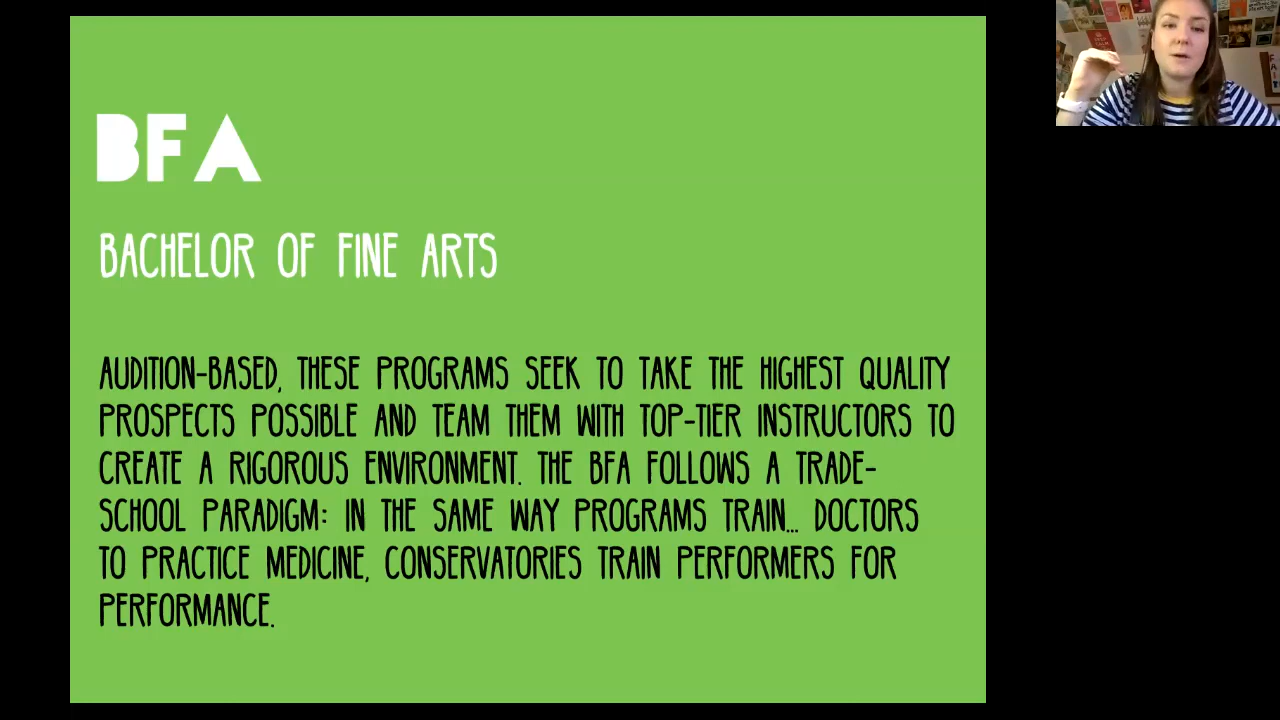 BFA
BACHELOR OF FINE ARTS
AUDITION-BASED, THESE PROGRAMS SEEK TO TAKE THE HIGHEST QUALITY
PROSPECTS POSSIBLE AND TEAM THEM WITH TOP-TIER INSTRUCTORS TO
CREATE A RIGOROUS ENVIRONMENT. THE BFA FOLLOWS A TRADE-
SCHOOL PARADIGM: IN THE SAME WAY PROGRAMS TRAIN... DOCTORS
TO PRACTICE MEDICINE, CONSERVATORIES TRAIN PERFORMERS FOR
PERFORMANCE.